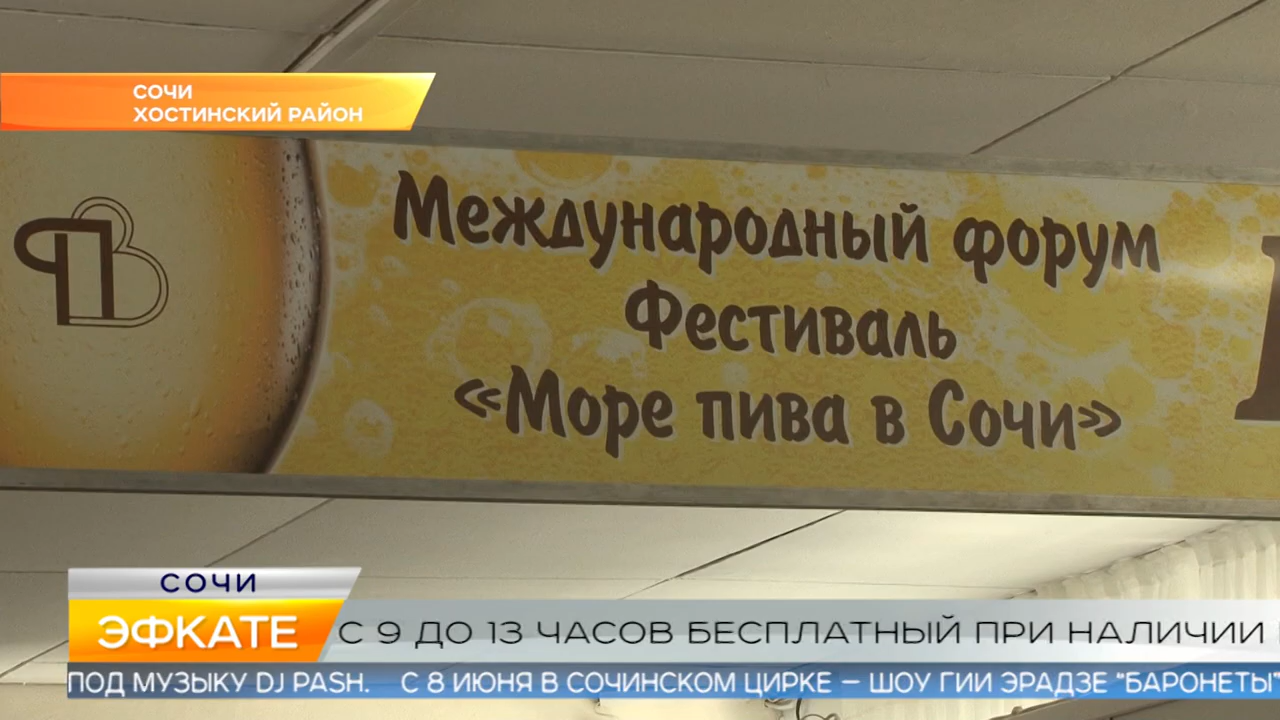 СОЧИ
ХОСТИНСКИЙ РАЙОН
Международный форум
Фестиваль
«Море пива в Сочи»
СОЧИ
ЭФКАТЕ
С 9 ДО 13 ЧАСОВ БЕСПЛАТНЫЙ ПРИ НАЛИЧИИ
ПОД МУЗЫКУ DJ PASH. С 8 ИЮНЯ В СОЧИНСКОМ ЦИРКЕ – ШОУ ГИИ ЭРАДЗЕ "БАРОНЕТЫ"